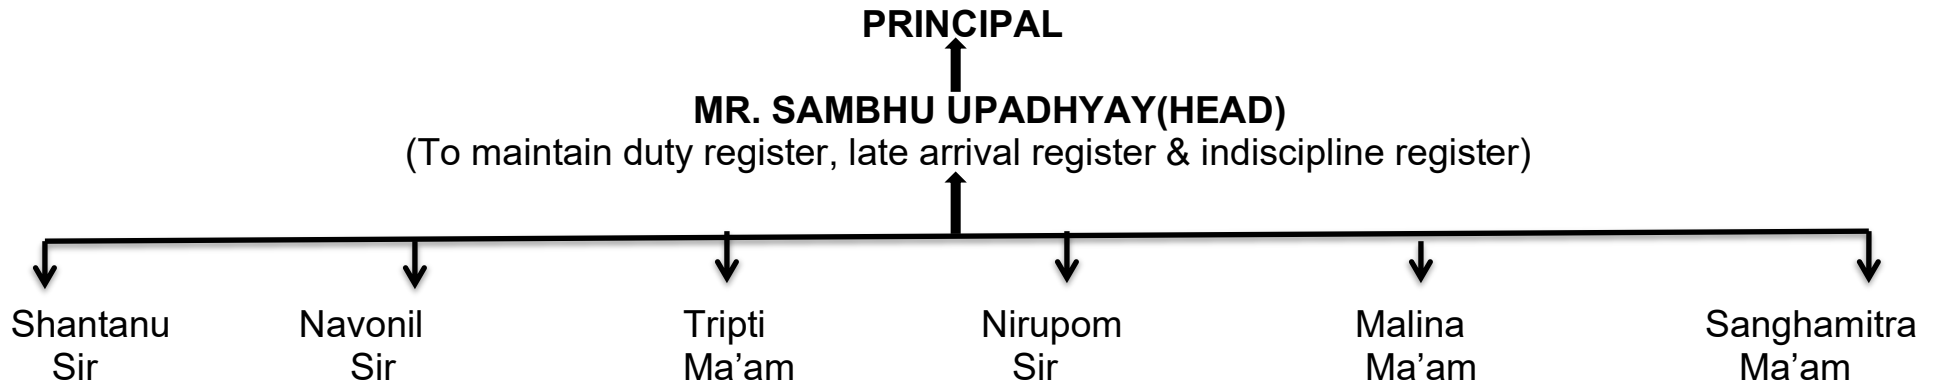 PRINCIPAL
MR. SAMBHU UPADHYAY(HEAD)
(To maintain duty register, late arrival register & indiscipline register)
Shantanu Navonil Tripti Nirupom Malina Sanghamitra
Sir Sir Ma’am Sir Ma’am Ma’am